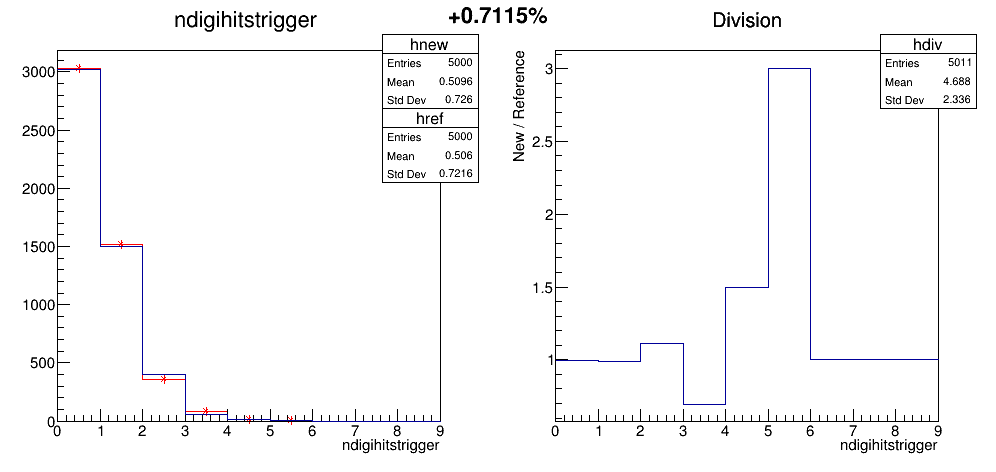 ndigihitstrigger
+0.7115%
Division
hnew
Entries 5000
Mean 0.5096
Std Dev 0.726
href
Entries 5000
Mean 0.506
Std Dev 0.7216
3000
2500
2000
1500
1000
500
0
0 1 2 3 4 5 6 7 8 9
ndigihitstrigger
hdiv
Entries 5011
Mean 4.688
Std Dev 2.336
New / Reference
3
2.5
2
1.5
1
0 1 2 3 4 5 6 7 8 9
ndigihitstrigger